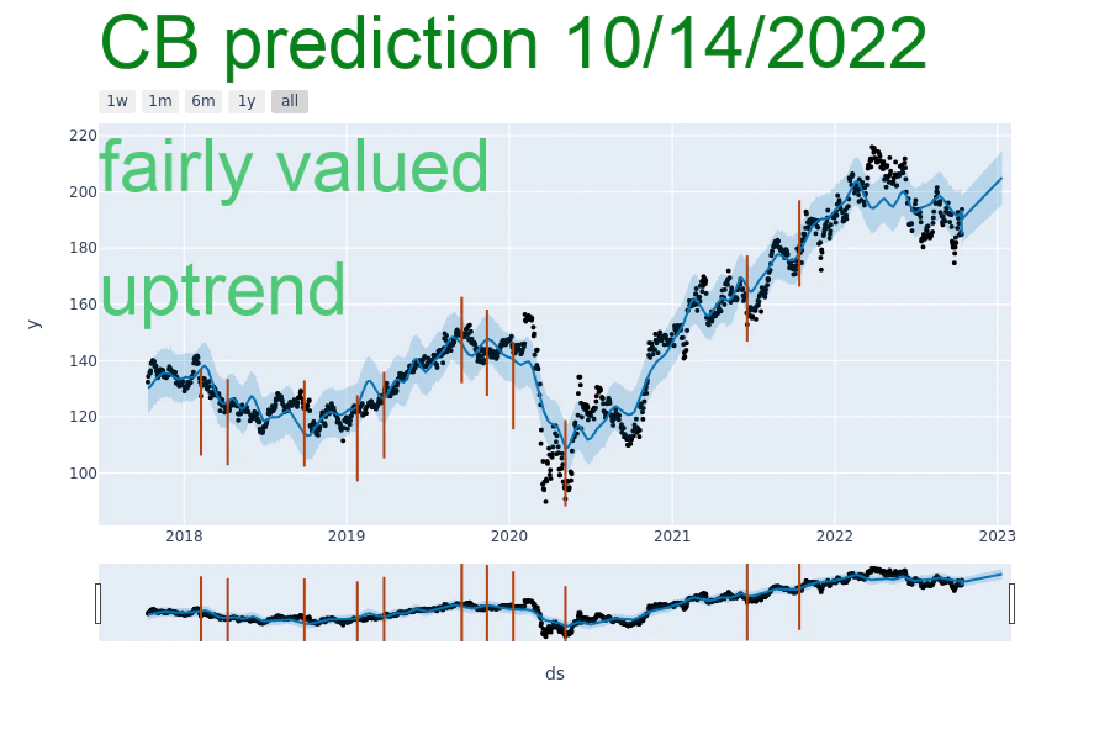 CB prediction 10/14/2022
1w 1m 6m 1y all
220
fairly valued
200
180
uptrend
160
y
140
120
100
2018 2019 2020 2021 2022 2023
ds